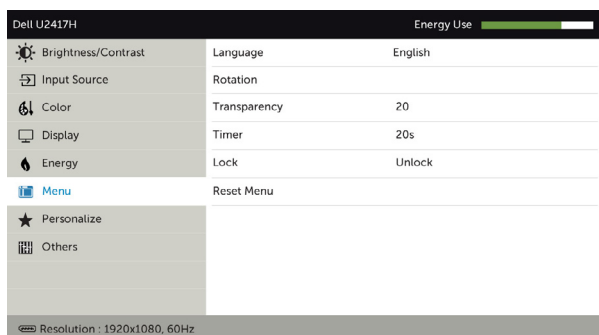 Dell U2417H Energy Use
Brightness/Contrast Language English
Input Source Rotation
Color Transparency 20
Display Timer 20s
Energy Lock Unlock
Menu Reset Menu
Personalize
Others
Resolution : 1920x1080, 60Hz